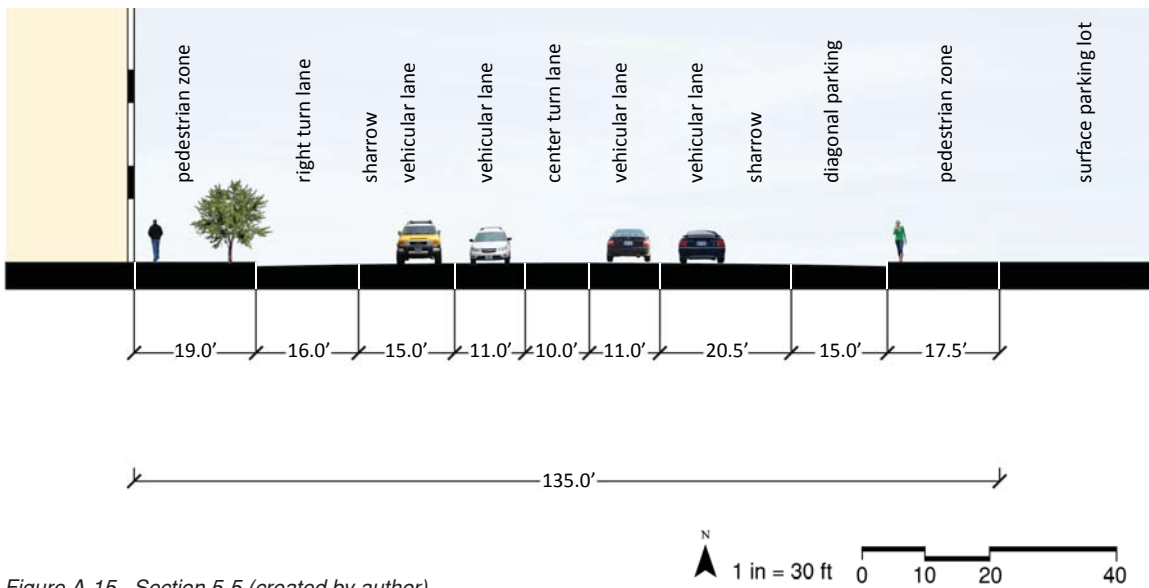 pedestrian zone
right turn lane
sharrow
vehicular lane
vehicular lane
center turn lane
vehicular lane
vehicular lane
sharrow
diagonal parking
pedestrian zone
surface parking lot
19.0’
16.0’
15.0’
11.0’
10.0’
11.0’
20.5’
15.0’
17.5’
135.0’
N
1 in = 30 ft
0 10 20 40
Figure A.15 Section 5-5 (created by author)